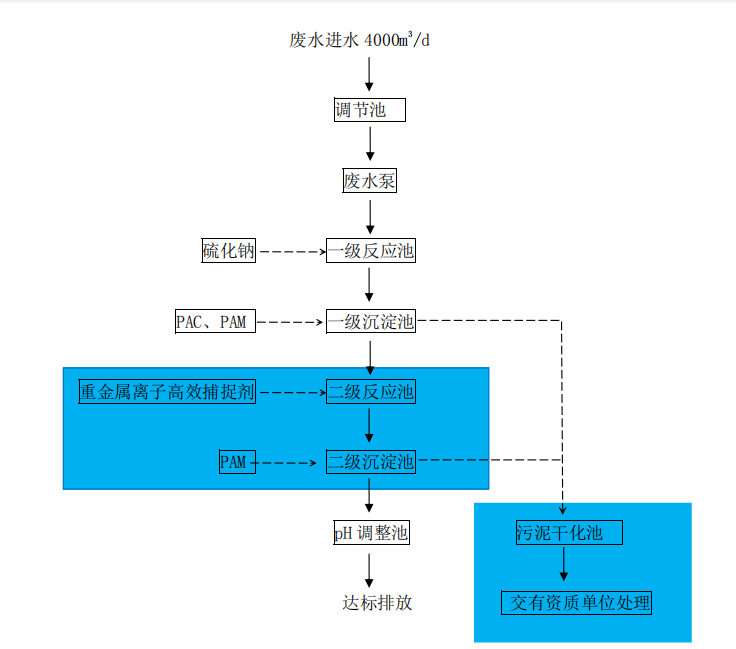 废水进水 4000m³/d
调节池
废水泵
硫化钠
一级反应池
PAC、PAM
一级沉淀池
重金属离子高效捕捉剂
二级反应池
PAM
二级沉淀池
pH 调整池
污泥干化池
达标排放
交有资质单位处理